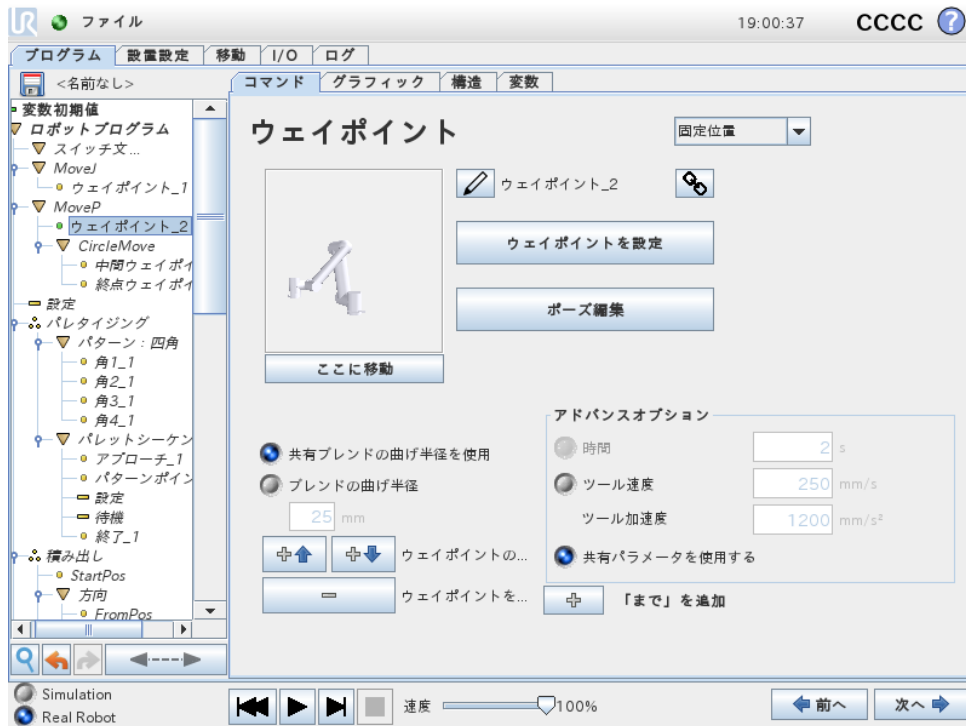 UR ファイル 19:00:37 CCCC ?
プログラム 設置設定 移動 I/O ログ
<名前なし>
コマンド グラフィック 構造 変数
変数初期値
ロボットプログラム
スイッチ文...
MoveJ
ウェイポイント_1
MoveP
ウェイポイント_2
CircleMove
中間ウェイポイ
終点ウェイポイ
設定
パレタイジング
パターン : 四角
角1_1
角2_1
角3_1
角4_1
パレットシーケン
アプローチ_1
パターンポイン
設定
待機
終了_1
積み出し
StartPos
方向
FromPos
ウェイポイント
固定位置
ウェイポイント_2
ウェイポイントを設定
ポーズ編集
ここに移動
共有ブレンドの曲げ半径を使用
ブレンドの曲げ半径
25 mm
ウェイポイントの...
ウェイポイントを...
アドバンスオプション
時間 2 s
ツール速度 250 mm/s
ツール加速度 1200 mm/s²
共有パラメータを使用する
「まで」を追加
Simulation
Real Robot
速度 100%
前へ 次へ